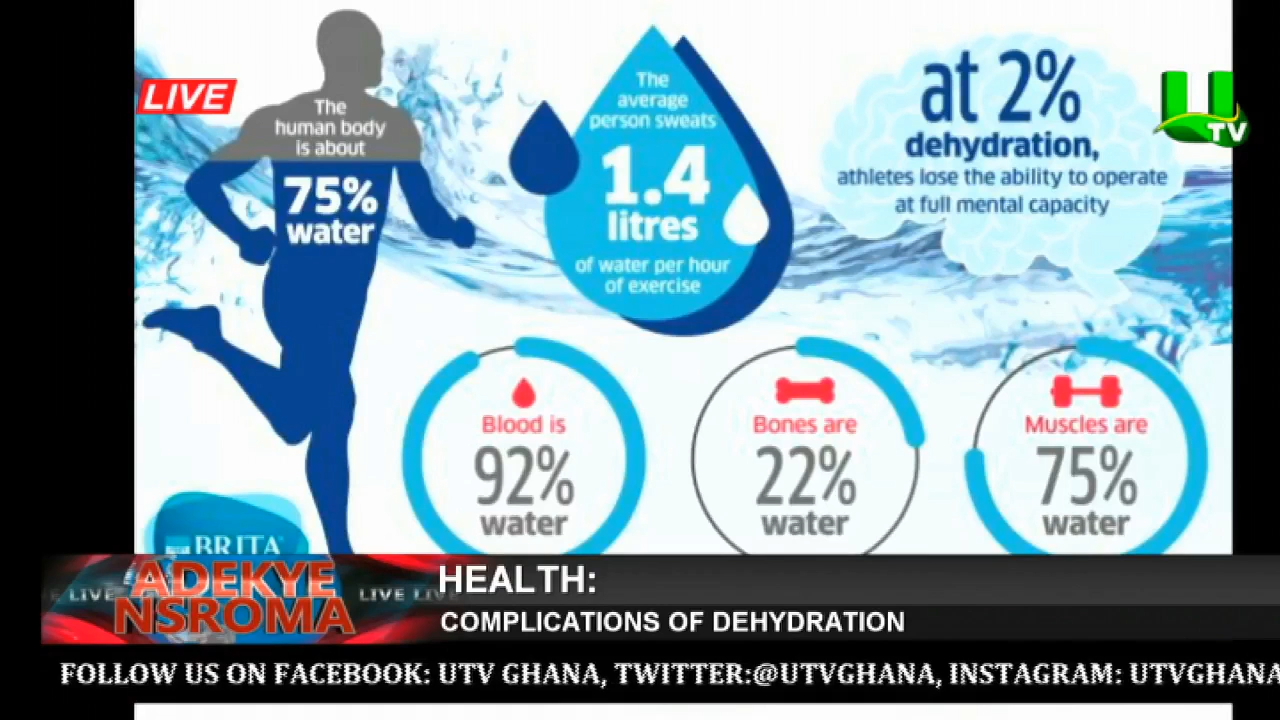 LIVE
The
human body
is about
75%
water
The
average
person sweats
1.4
litres
of water per hour
of exercise
at 2%
dehydration,
athletes lose the ability to operate
at full mental capacity
U
TV
Blood is
92%
water
Bones are
22%
water
Muscles are
75%
water
BRITA
ADEKYE
NSROMA
LIVE
LIVE LIVE
HEALTH:
COMPLICATIONS OF DEHYDRATION
FOLLOW US ON FACEBOOK: UTV GHANA, TWITTER:@UTVGHANA, INSTAGRAM: UTVGHANA